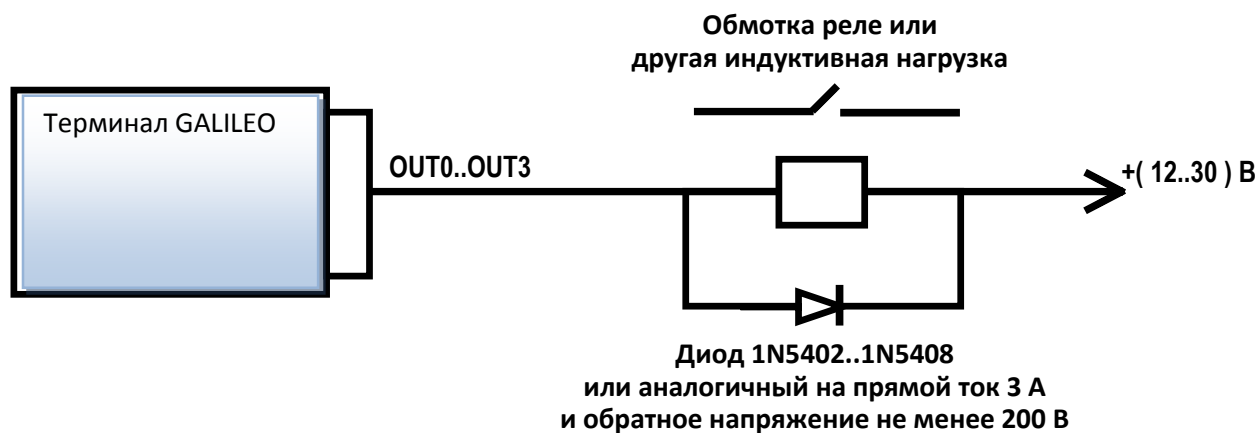 Обмотка реле или
другая индуктивная нагрузка
Терминал GALILEO
OUT0..OUT3
+( 12..30 ) В
Диод 1N5402..1N5408
или аналогичный на прямой ток 3 А
и обратное напряжение не менее 200 В